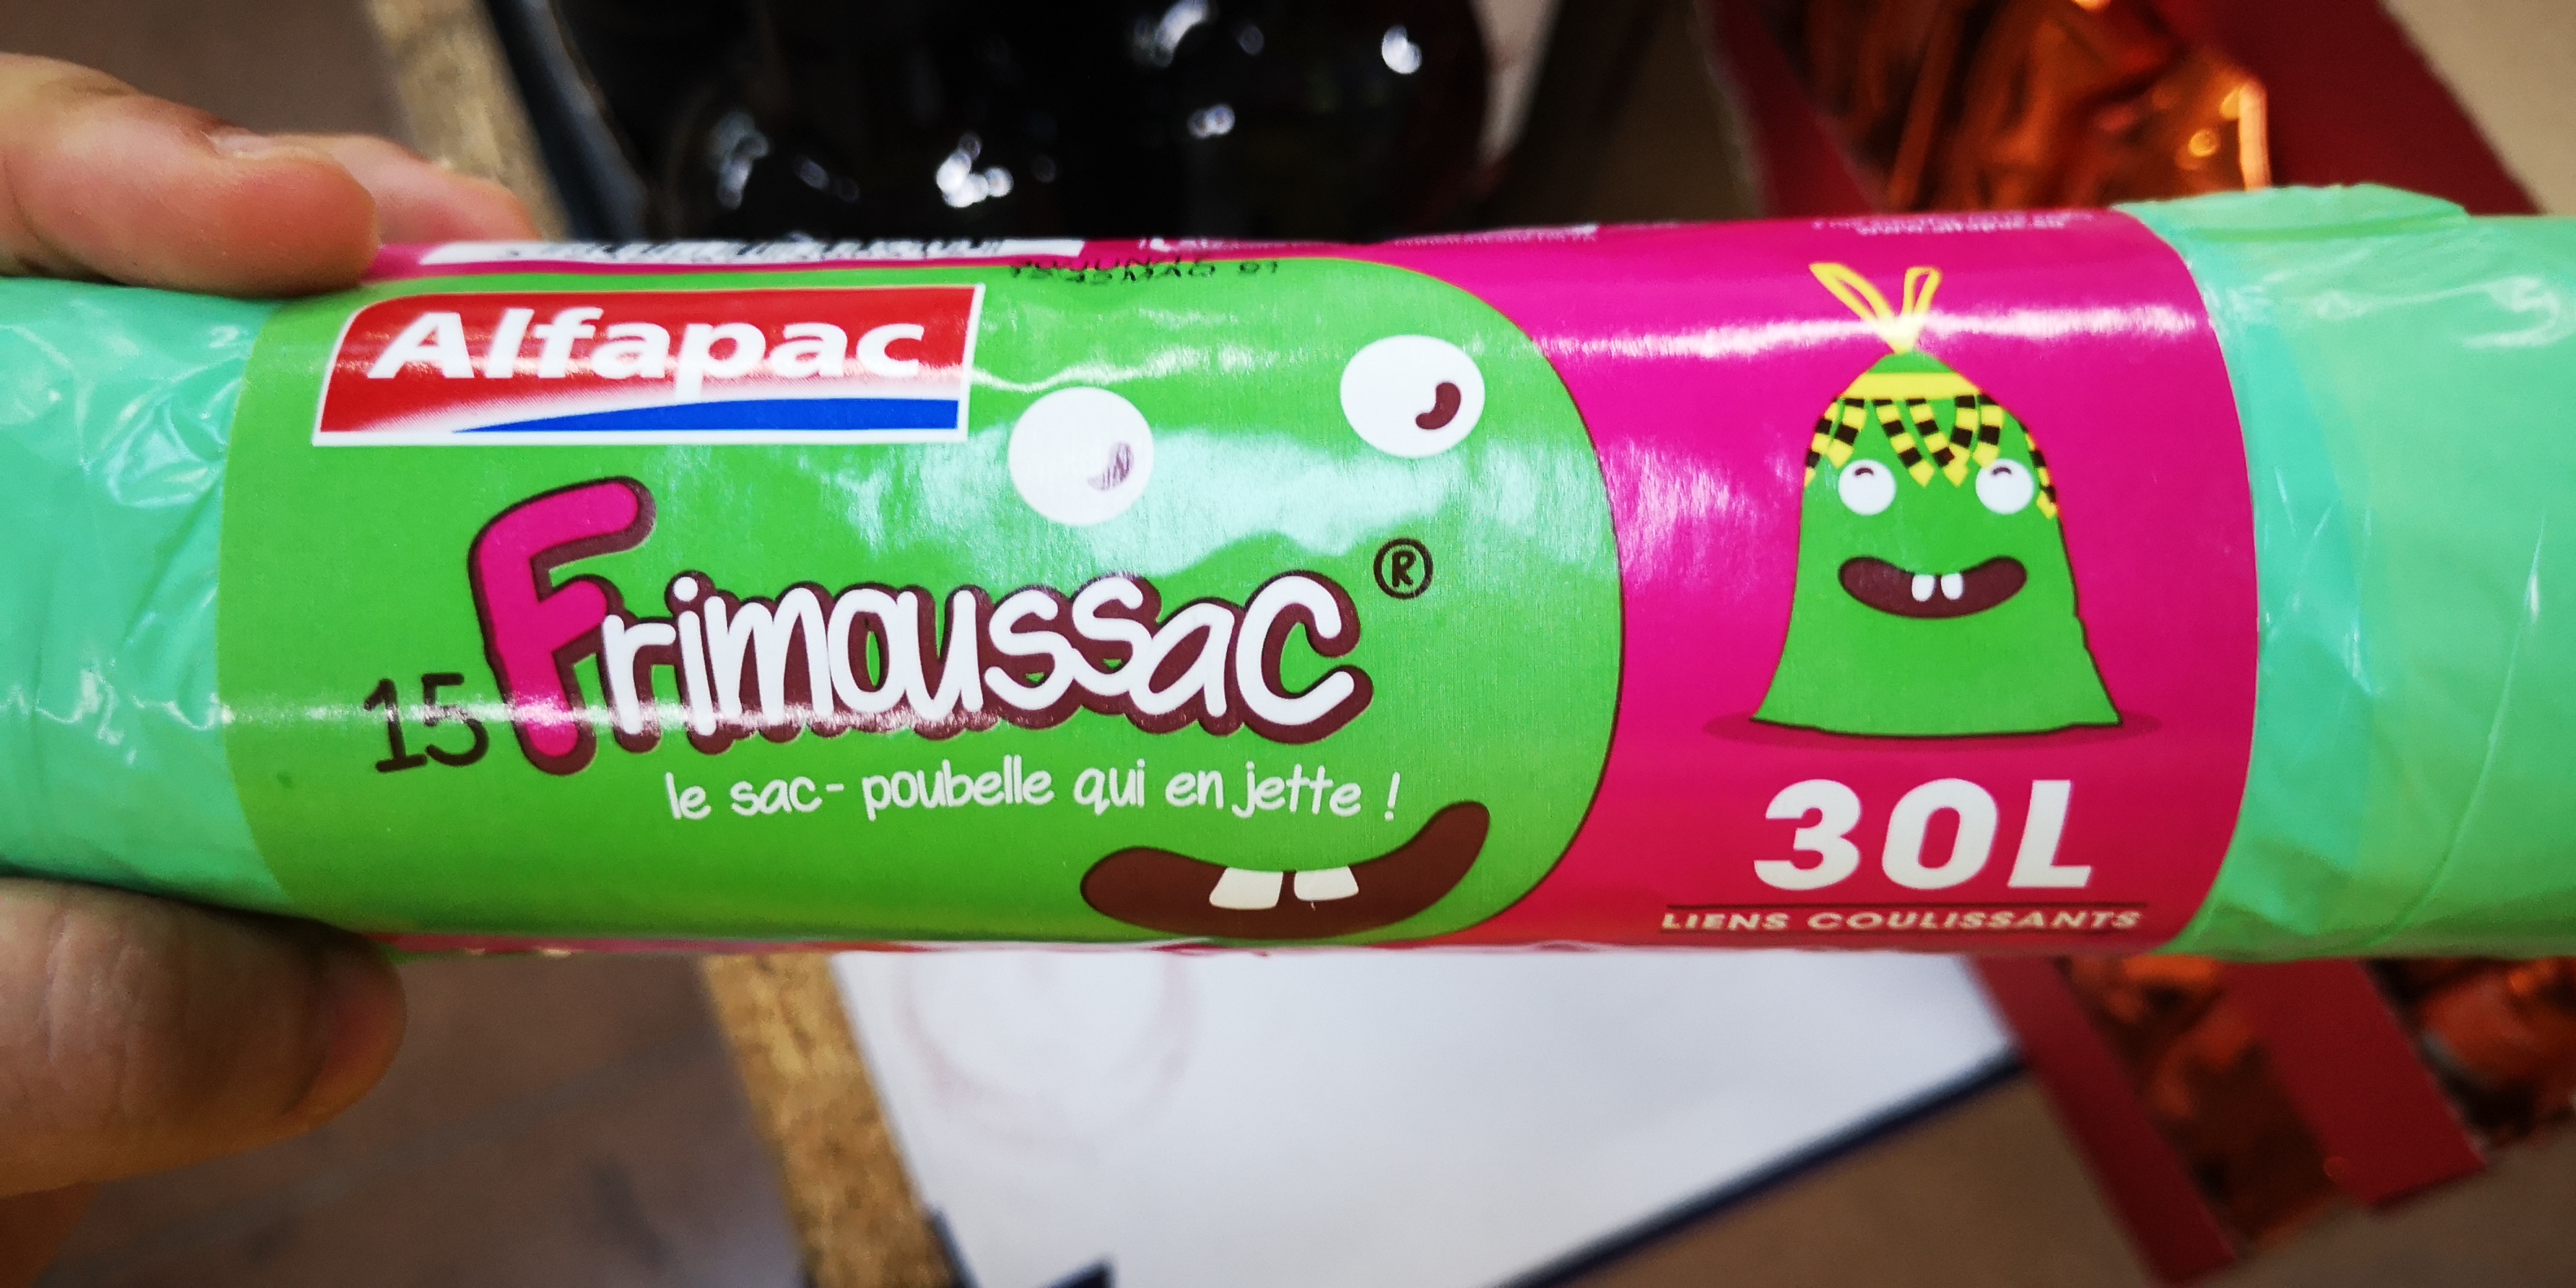 Alfapac
15 Frimoussac ®
le sac-poubelle qui en jette !
30L
LIENS COULISSANTS